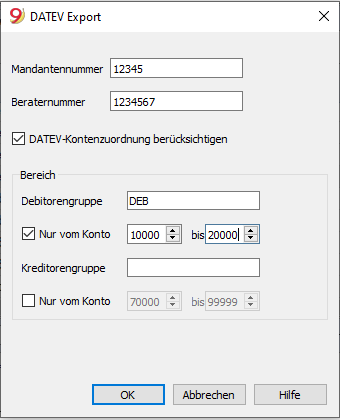 DATEV Export
Mandantennummer 12345
Beraternummer 1234567
DATEV-Kontenzuordnung berücksichtigen
Bereich
Debitorengruppe DEB
Nur vom Konto 10000 bis 20000
Kreditorengruppe
Nur vom Konto 70000 bis 99999
OK Abbrechen Hilfe